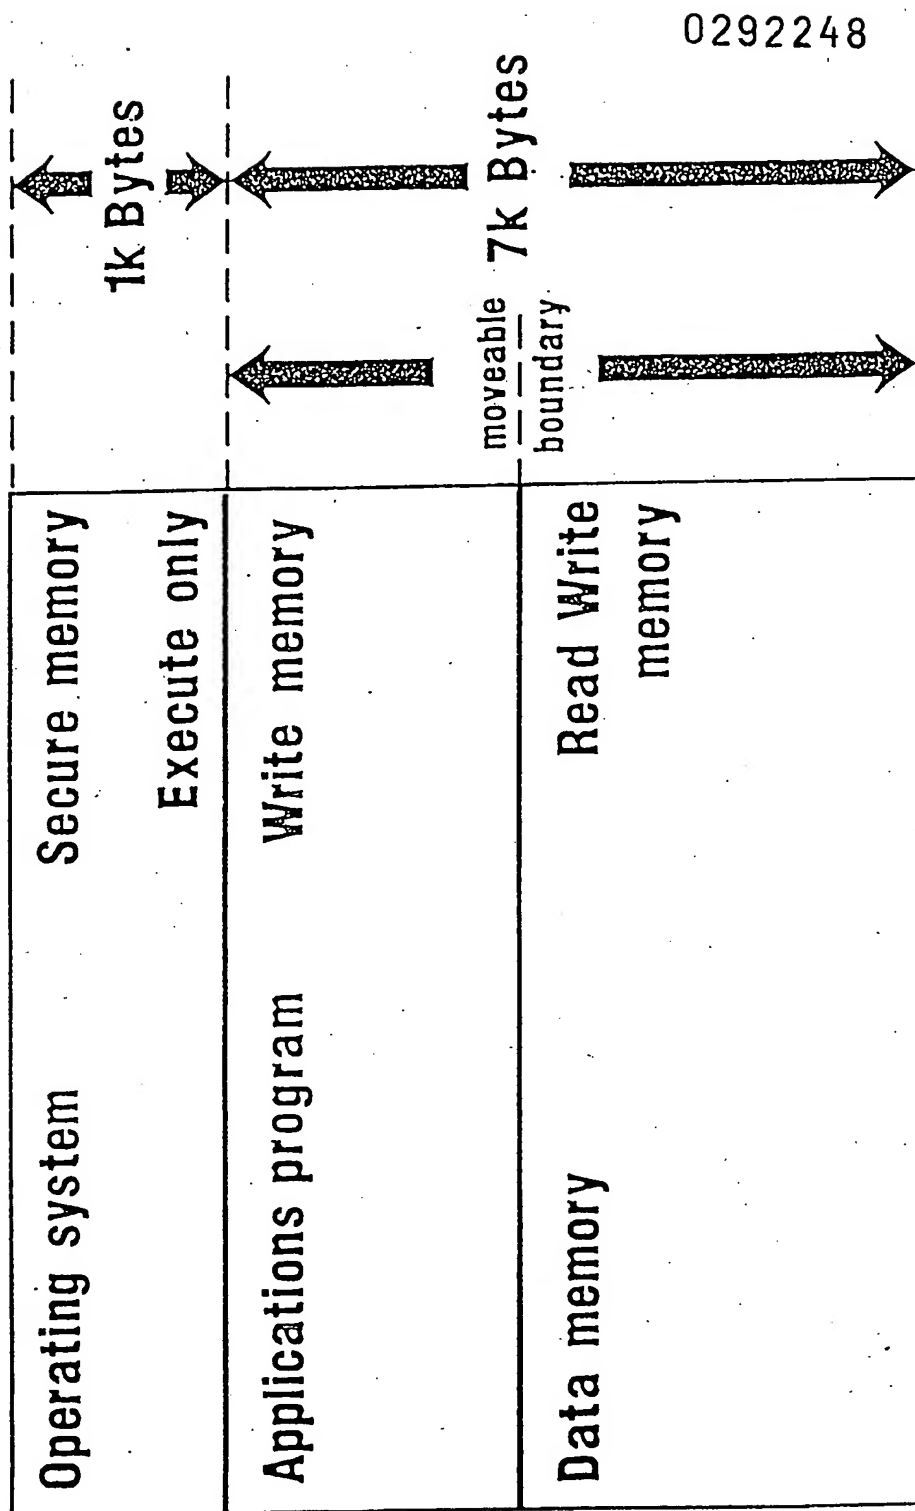 0292248
Operating system Secure memory
Execute only
1k Bytes
Applications program Write memory
moveable
boundary
7k Bytes
Data memory Read Write
memory